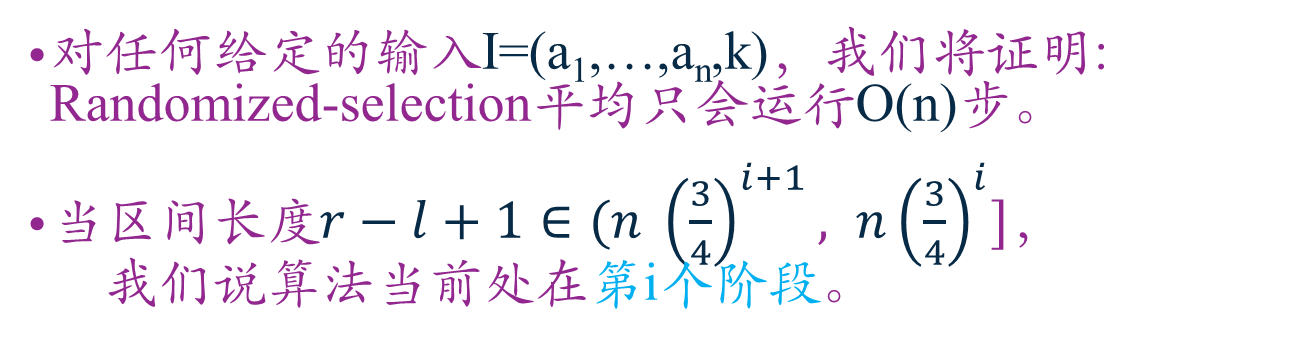 •对任何给定的输入I=(a₁,…,aₙ,k)，我们将证明:
Randomized-selection平均只会运行O(n)步。
•当区间长度r − l + 1 ∈ (n (3/4)^{i+1}, n (3/4)^{i}],
我们说算法当前处在第i个阶段。